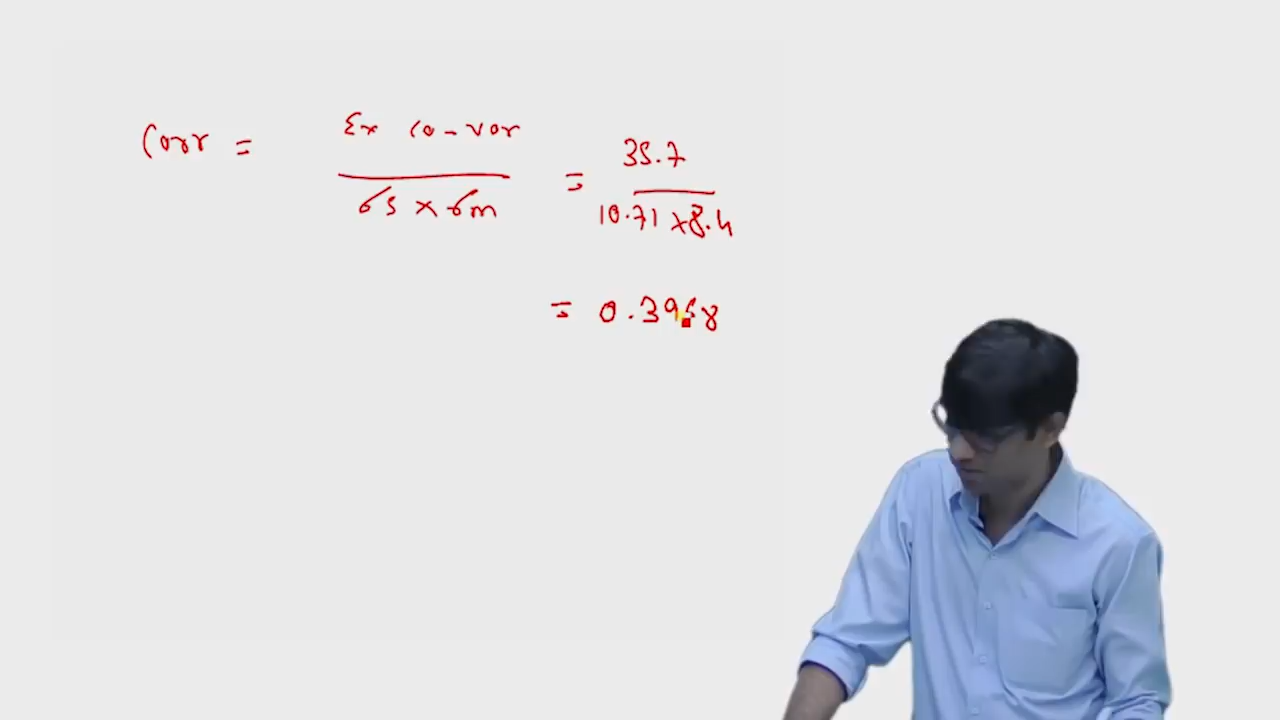 Corr = Ex co-var / σs × σm = 35.7 / 10.71 × 8.4
= 0.3968